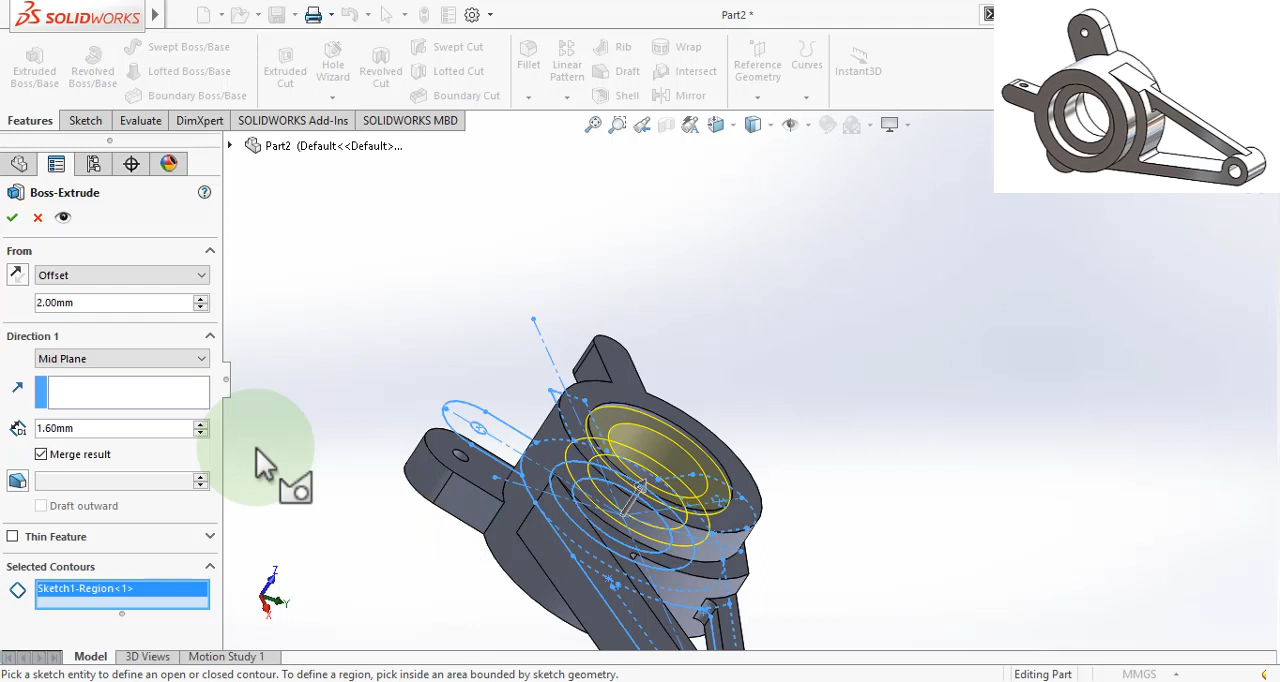 SOLIDWORKS
Part2 *
Extruded Boss/Base
Revolved Boss/Base
Swept Boss/Base
Lofted Boss/Base
Boundary Boss/Base
Extruded Cut
Hole Wizard
Revolved Cut
Swept Cut
Lofted Cut
Boundary Cut
Fillet
Linear Pattern
Rib
Draft
Shell
Wrap
Intersect
Mirror
Reference Geometry
Curves
Instant3D
Features
Sketch
Evaluate
DimXpert
SOLIDWORKS Add-Ins
SOLIDWORKS MBD
Part2 (Default<<Default>...
Boss-Extrude
From
Offset
2.00mm
Direction 1
Mid Plane
D1
1.60mm
Merge result
Draft outward
Thin Feature
Selected Contours
Sketch1-Region<1>
Z
Y
X
Model
3D Views
Motion Study 1
Pick a sketch entity to define an open or closed contour. To define a region, pick inside an area bounded by sketch geometry.
Editing Part
MMGS